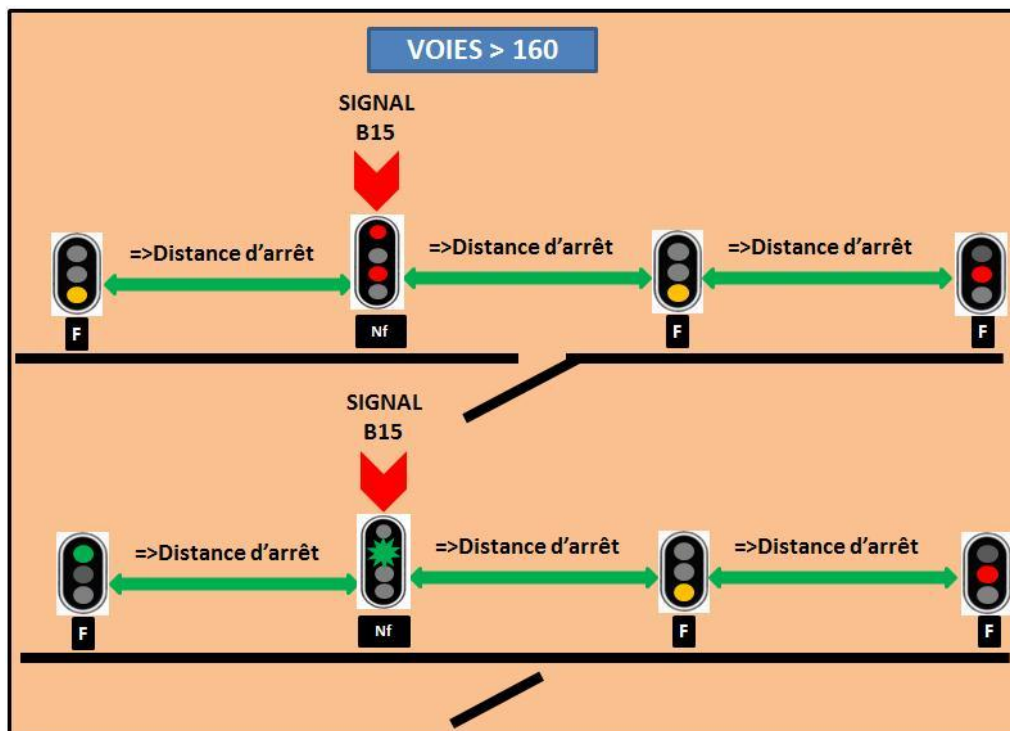 VOIES > 160
SIGNAL
B15
=>Distance d'arrêt
=>Distance d'arrêt
=>Distance d'arrêt
F
Nf
F
F
SIGNAL
B15
=>Distance d'arrêt
=>Distance d'arrêt
=>Distance d'arrêt
F
Nf
F
F